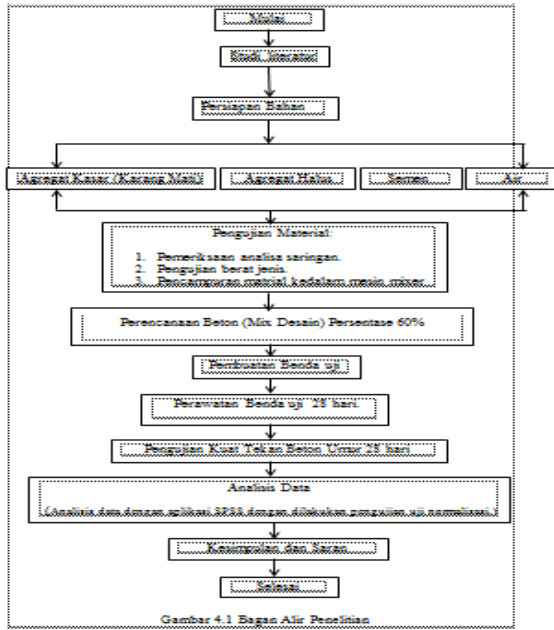 Mulai
Studi literatur
Persiapan Bahan
Agregat Kasar (Karang Mati) Agregat Halus Semen Air
Pengujian Material:
1. Pemeriksaan analisa saringan.
2. Pengujian berat jenis.
3. Pencampuran matrial kedalam mesin mixer
Perencanaan Beton (Mix Desain) Persentase 60%
Pembuatan Benda uji
Perawatan Benda uji 28 hari.
Pengujian Kuat Tekan Beton Umur 28 hari
Analisis Data
(Analisis data dengan aplikasi SPSS dengan dilakukan pengujian uji normalisasi.)
Kesimpulan dan Saran
Selesai
Gambar 4.1 Bagan Alir Penelitian